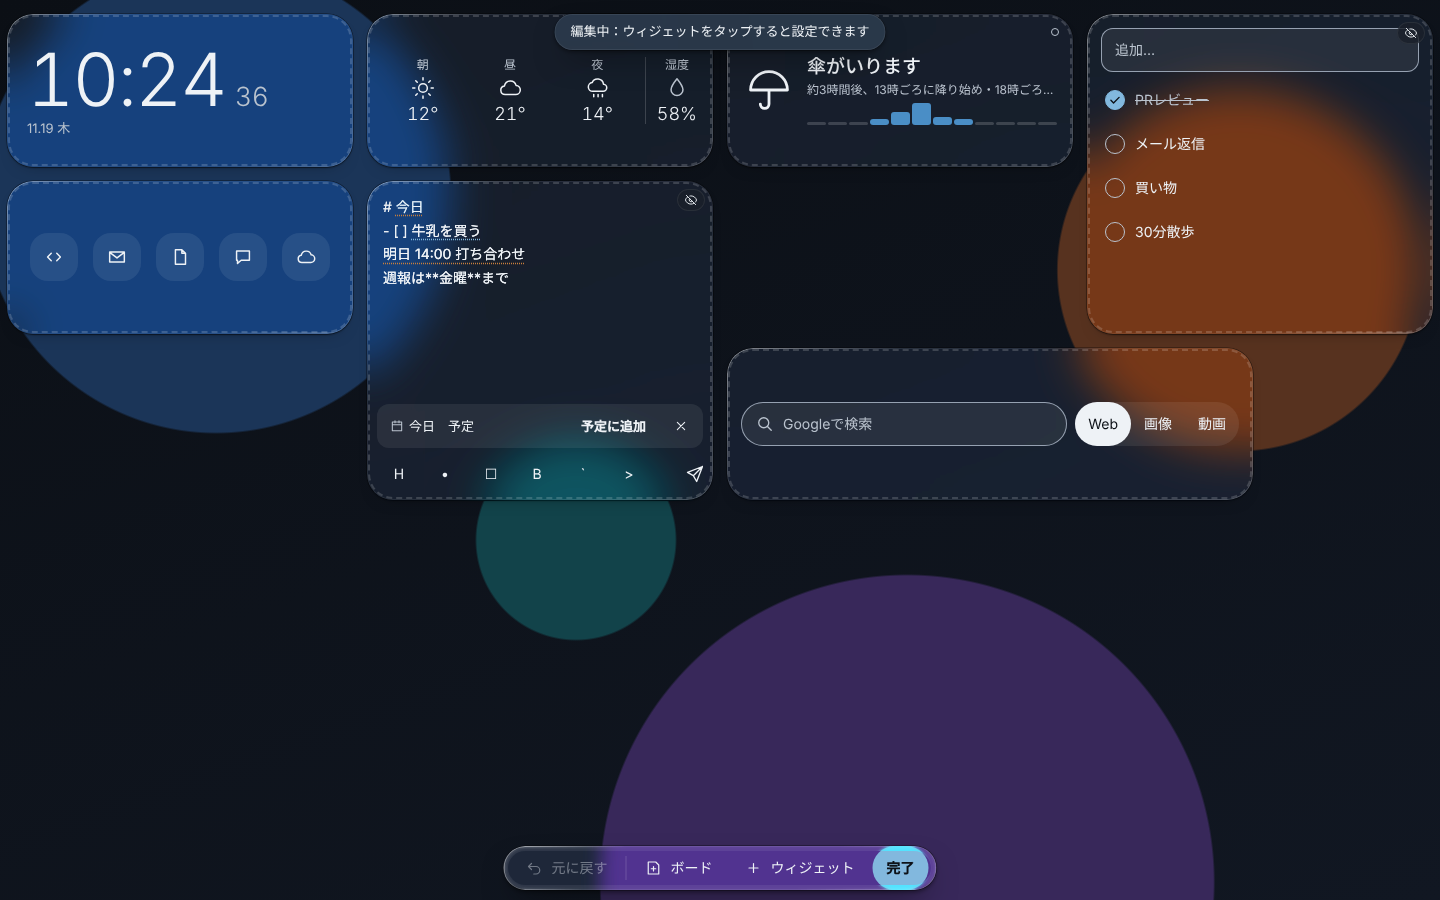 編集中：ウィジェットをタップすると設定できます
10:24 36
11.19 木
朝 昼 夜 湿度
12° 21° 14° 58%
傘がいります
約3時間後、13時ごろに降り始め・18時ごろ…
追加...
PRレビュー
メール返信
買い物
30分散歩
# 今日
- [ ] 牛乳を買う
明日 14:00 打ち合わせ
週報は**金曜**まで
今日 予定 予定に追加
H • □ B ` >
Googleで検索
Web 画像 動画
元に戻す ボード ウィジェット 完了